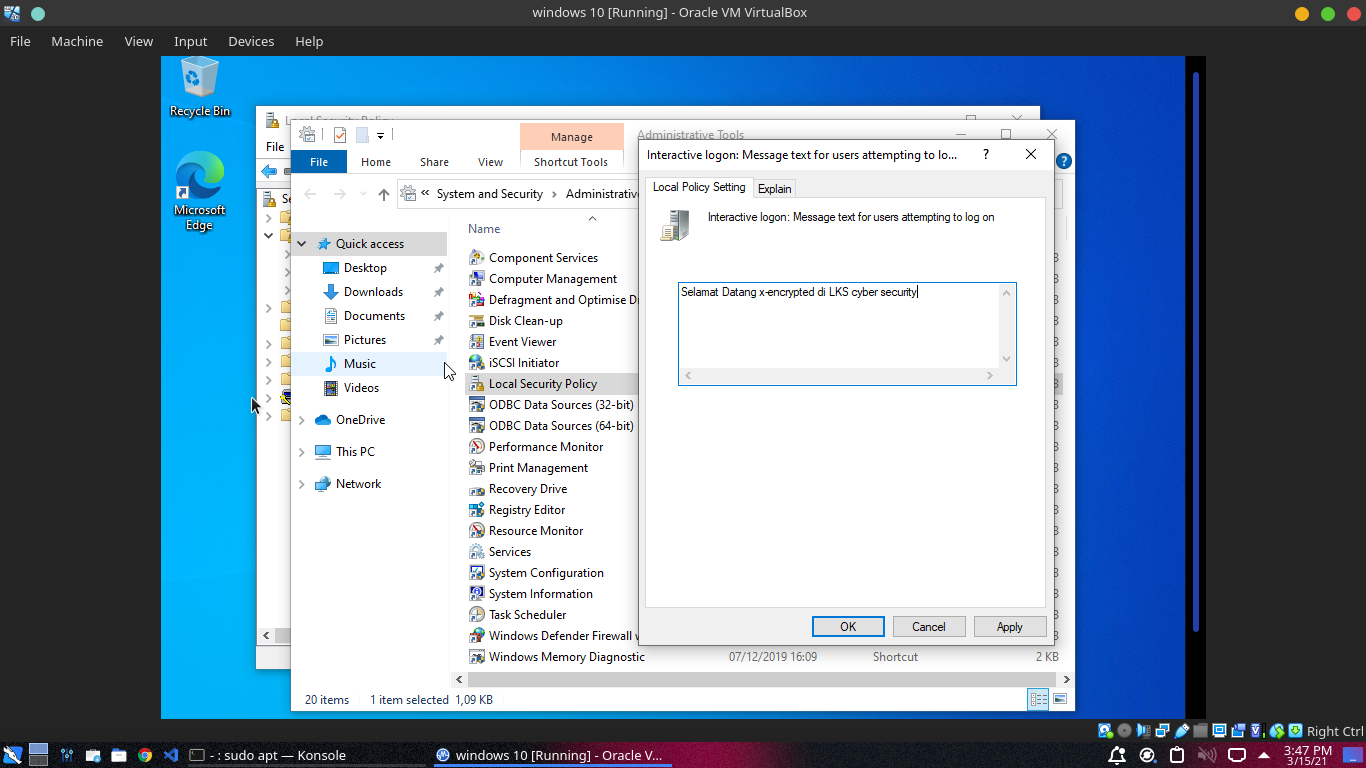 windows 10 [Running] - Oracle VM VirtualBox
File Machine View Input Devices Help
Recycle Bin
Microsoft
Edge
Local Security Policy
File
Manage
Administrative Tools
File Home Share View Shortcut Tools
System and Security Administrative
Name
Quick access
Desktop
Downloads
Documents
Pictures
Music
Videos
OneDrive
This PC
Network
Component Services
Computer Management
Defragment and Optimise D
Disk Clean-up
Event Viewer
iSCSI Initiator
Local Security Policy
ODBC Data Sources (32-bit)
ODBC Data Sources (64-bit)
Performance Monitor
Print Management
Recovery Drive
Registry Editor
Resource Monitor
Services
System Configuration
System Information
Task Scheduler
Windows Defender Firewall w
Windows Memory Diagnostic 07/12/2019 16:09 Shortcut 2 KB
20 items 1 item selected 1,09 KB
Interactive logon: Message text for users attempting to lo...
Local Policy Setting Explain
Interactive logon: Message text for users attempting to log on
Selamat Datang x-encrypted di LKS cyber security
OK Cancel Apply
Right Ctrl
- : sudo apt — Konsole
windows 10 [Running] - Oracle V...
3:47 PM
3/15/21